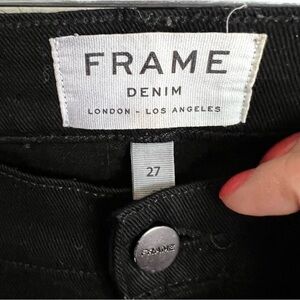 FRAME
DENIM
LONDON - LOS ANGELES
27
FRAME